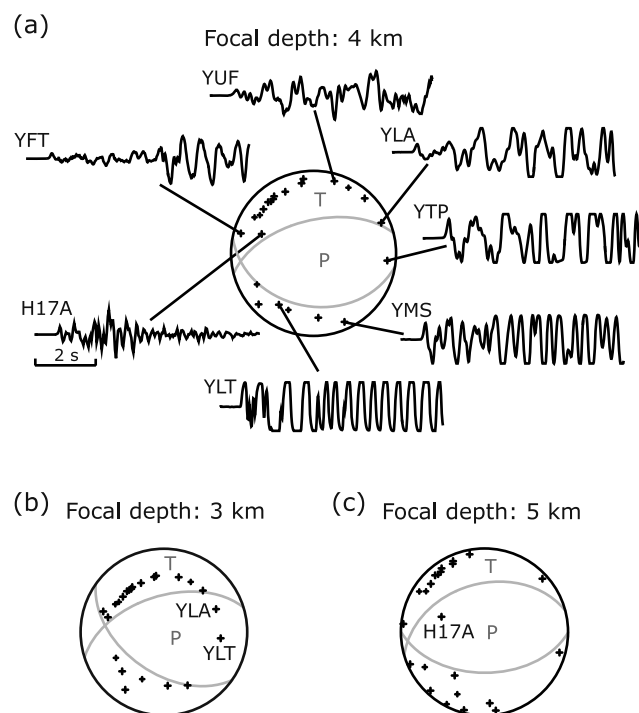 (a)
Focal depth: 4 km
YUF
YFT
YLA
T
YTP
P
H17A
YMS
2 s
YLT
(b) Focal depth: 3 km
T
YLA
P
YLT
(c) Focal depth: 5 km
T
H17A P